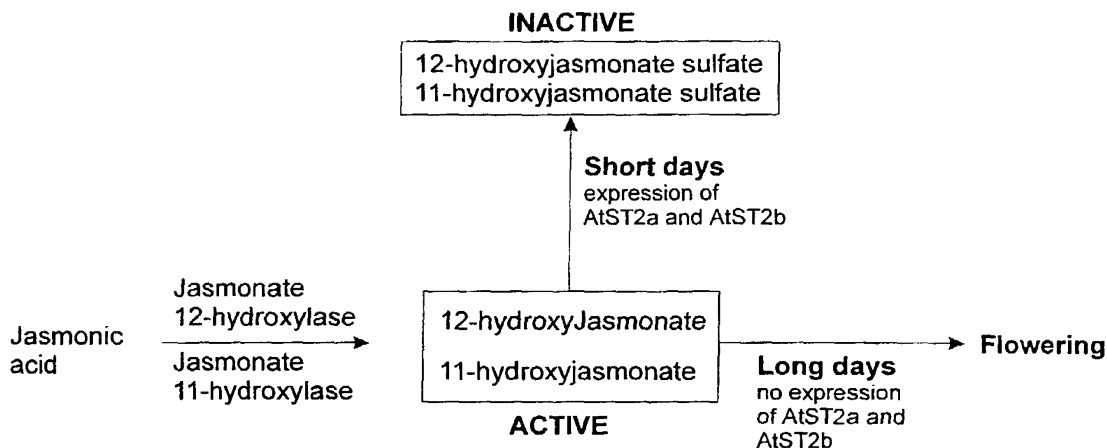 INACTIVE
12-hydroxyjasmonate sulfate
11-hydroxyjasmonate sulfate
Short days
expression of
AtST2a and AtST2b
Jasmonic
acid
Jasmonate
12-hydroxylase
Jasmonate
11-hydroxylase
12-hydroxyJasmonate
11-hydroxyjasmonate
ACTIVE
Long days
no expression
of AtST2a and
AtST2b
Flowering